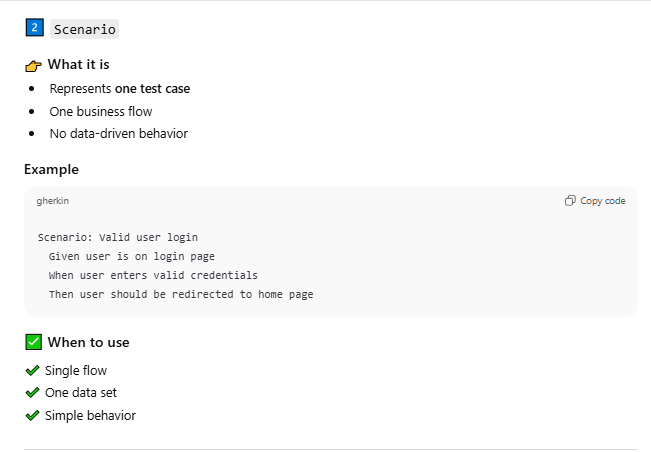 2 Scenario
What it is
Represents one test case
One business flow
No data-driven behavior
Example
gherkin
Copy code
Scenario: Valid user login
Given user is on login page
When user enters valid credentials
Then user should be redirected to home page
When to use
Single flow
One data set
Simple behavior